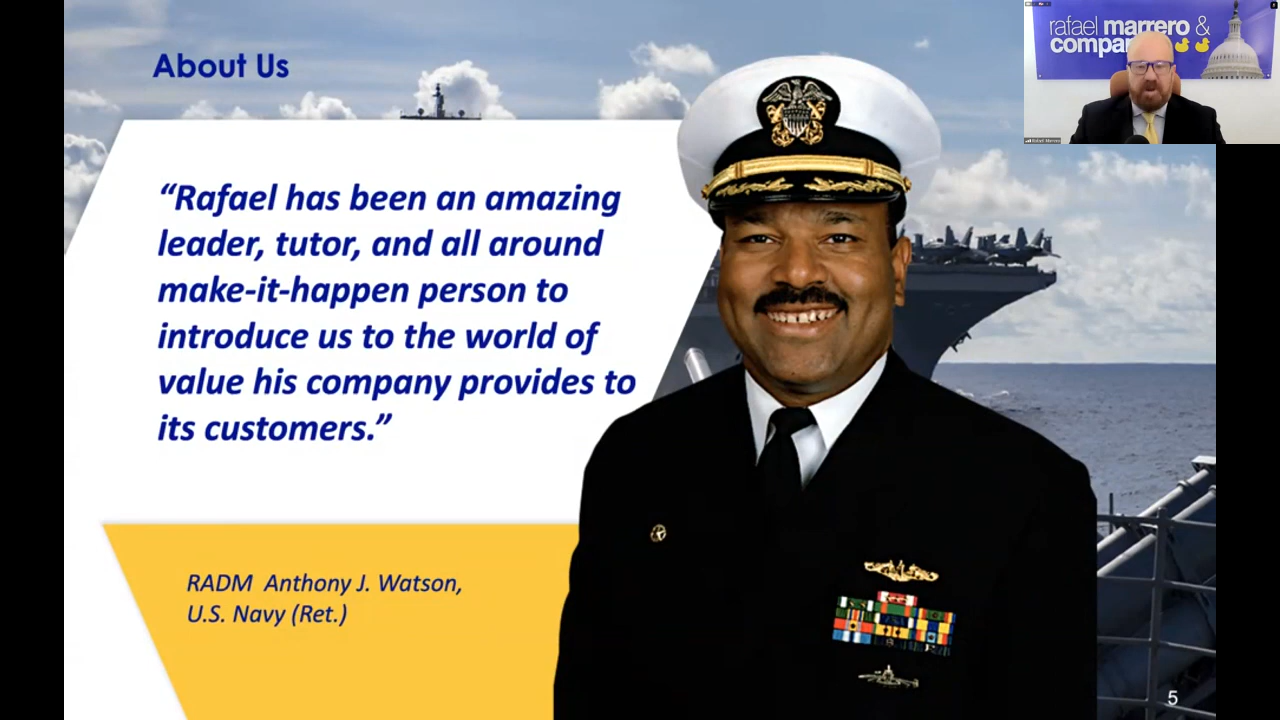 About Us
“Rafael has been an amazing
leader, tutor, and all around
make-it-happen person to
introduce us to the world of
value his company provides to
its customers.”
RADM Anthony J. Watson,
U.S. Navy (Ret.)
5
rafael marrero &